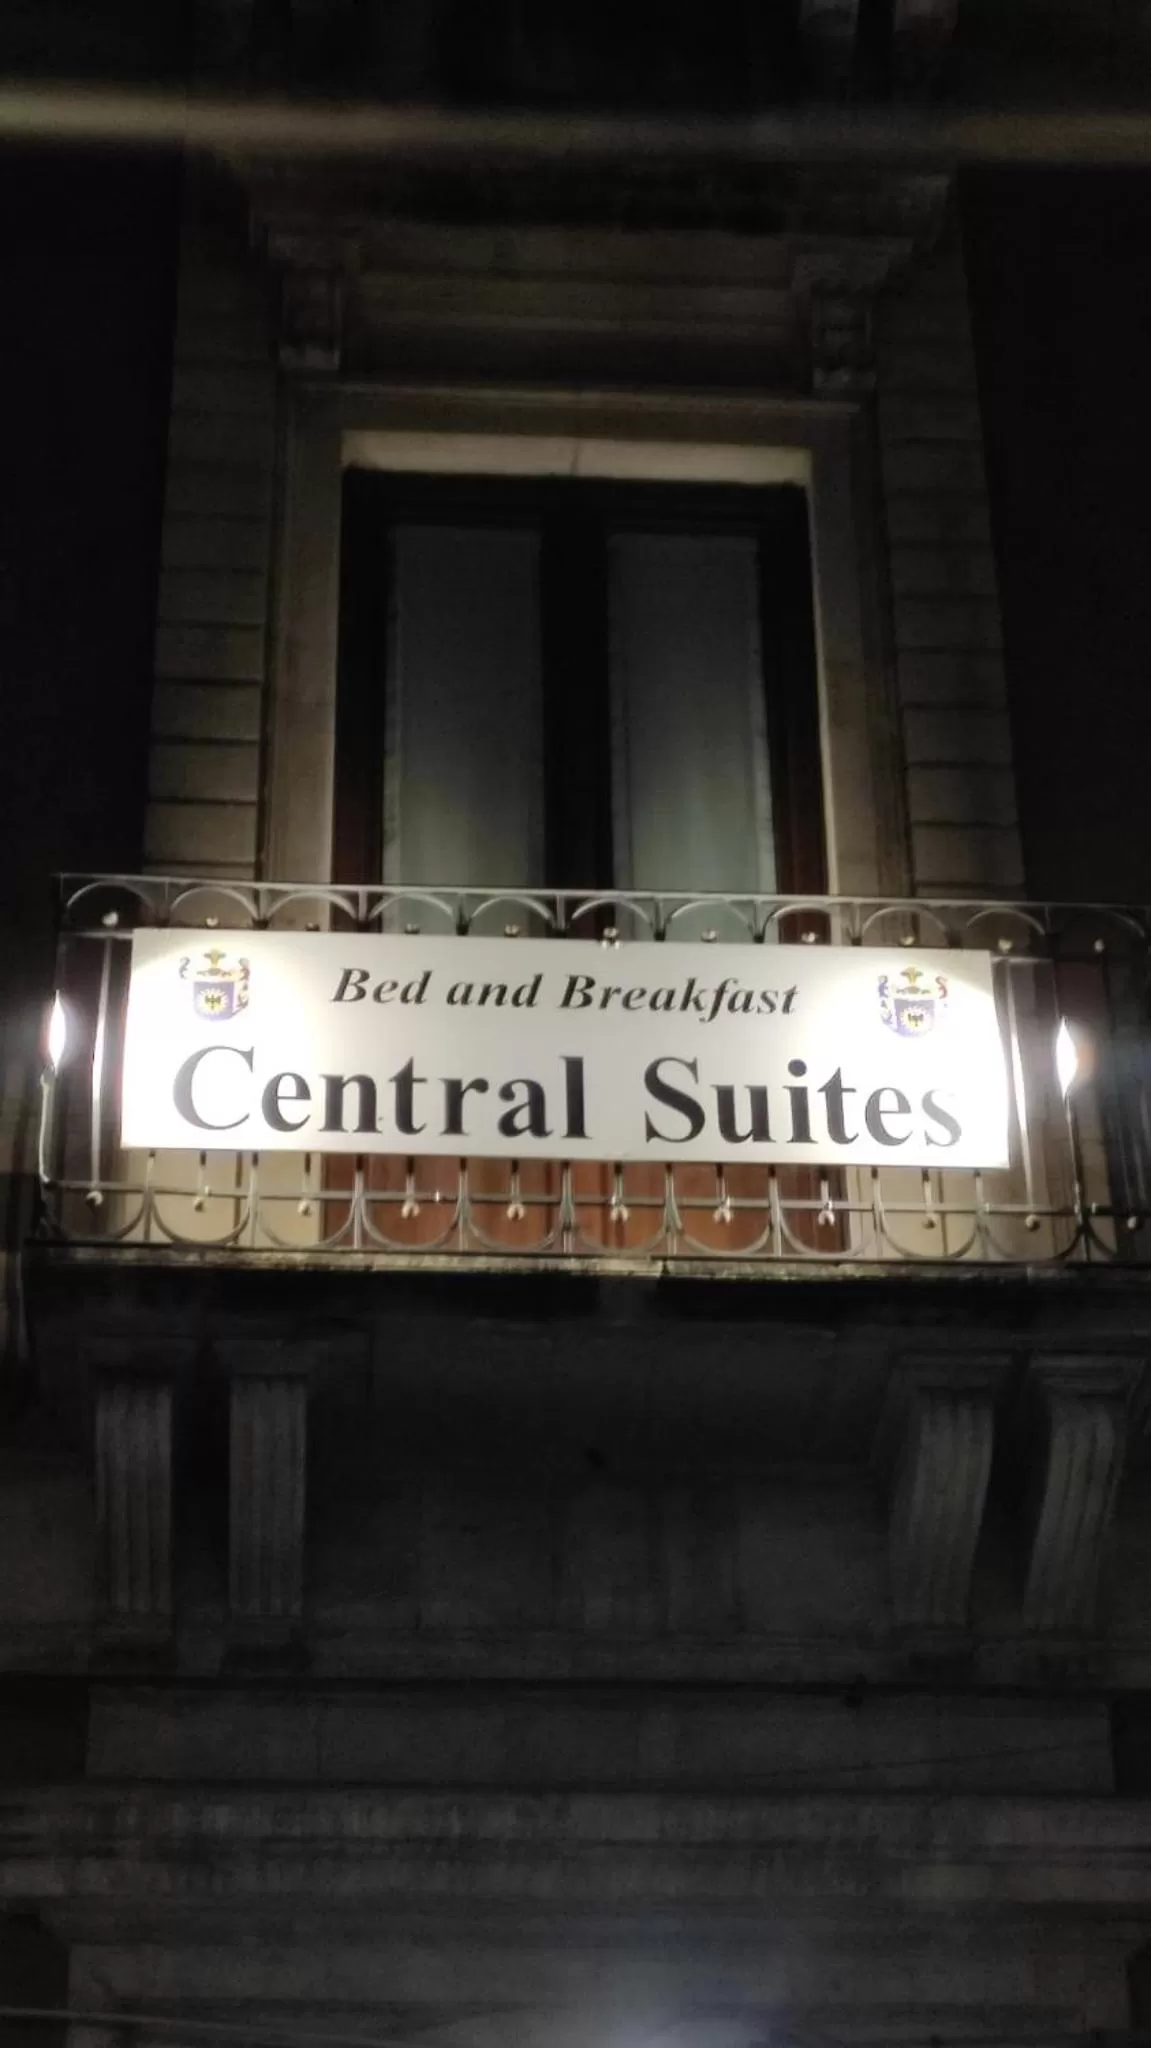 Bed and Breakfast
Central Suites